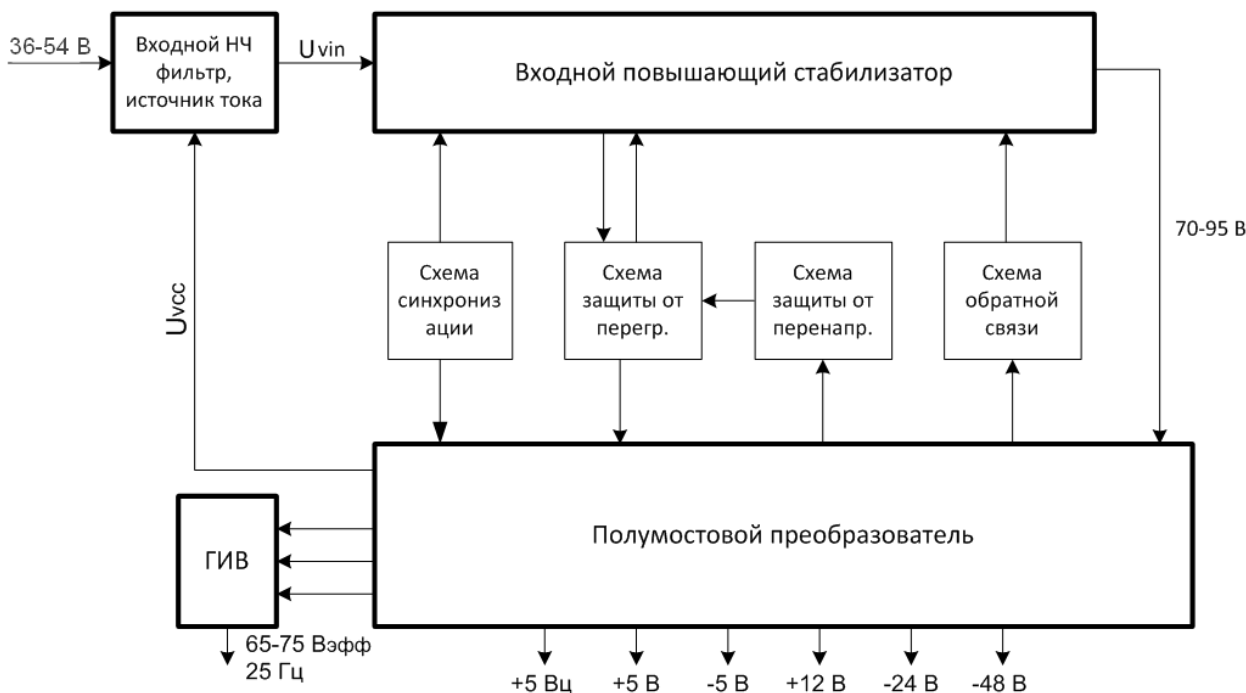 36-54 В
Входной НЧ
фильтр,
источник тока
Uvin
Входной повышающий стабилизатор
70-95 В
Схема
синхрониз
ации
Схема
защиты от
перегр.
Схема
защиты от
перенапр.
Схема
обратной
связи
Uvcc
Полумостовой преобразователь
ГИВ
65-75 Вэфф
25 Гц
+5 Вц
+5 В
-5 В
+12 В
-24 В
-48 В